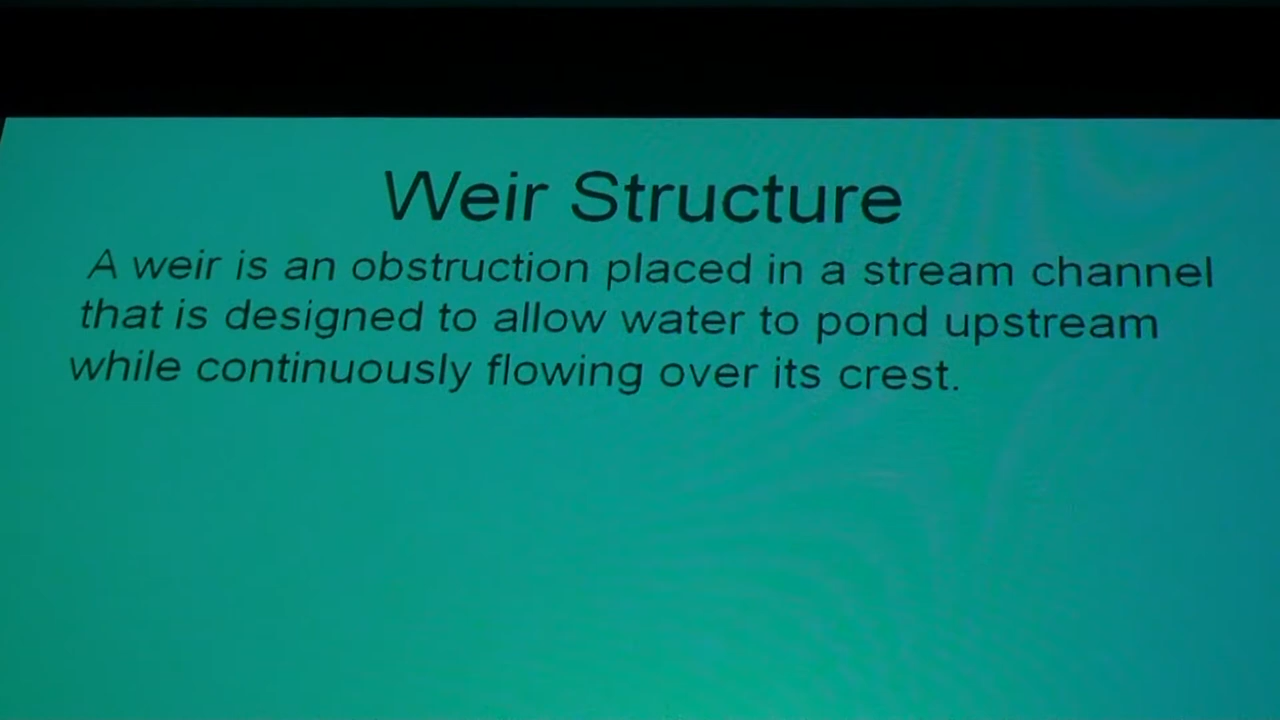 Weir Structure
A weir is an obstruction placed in a stream channel
that is designed to allow water to pond upstream
while continuously flowing over its crest.